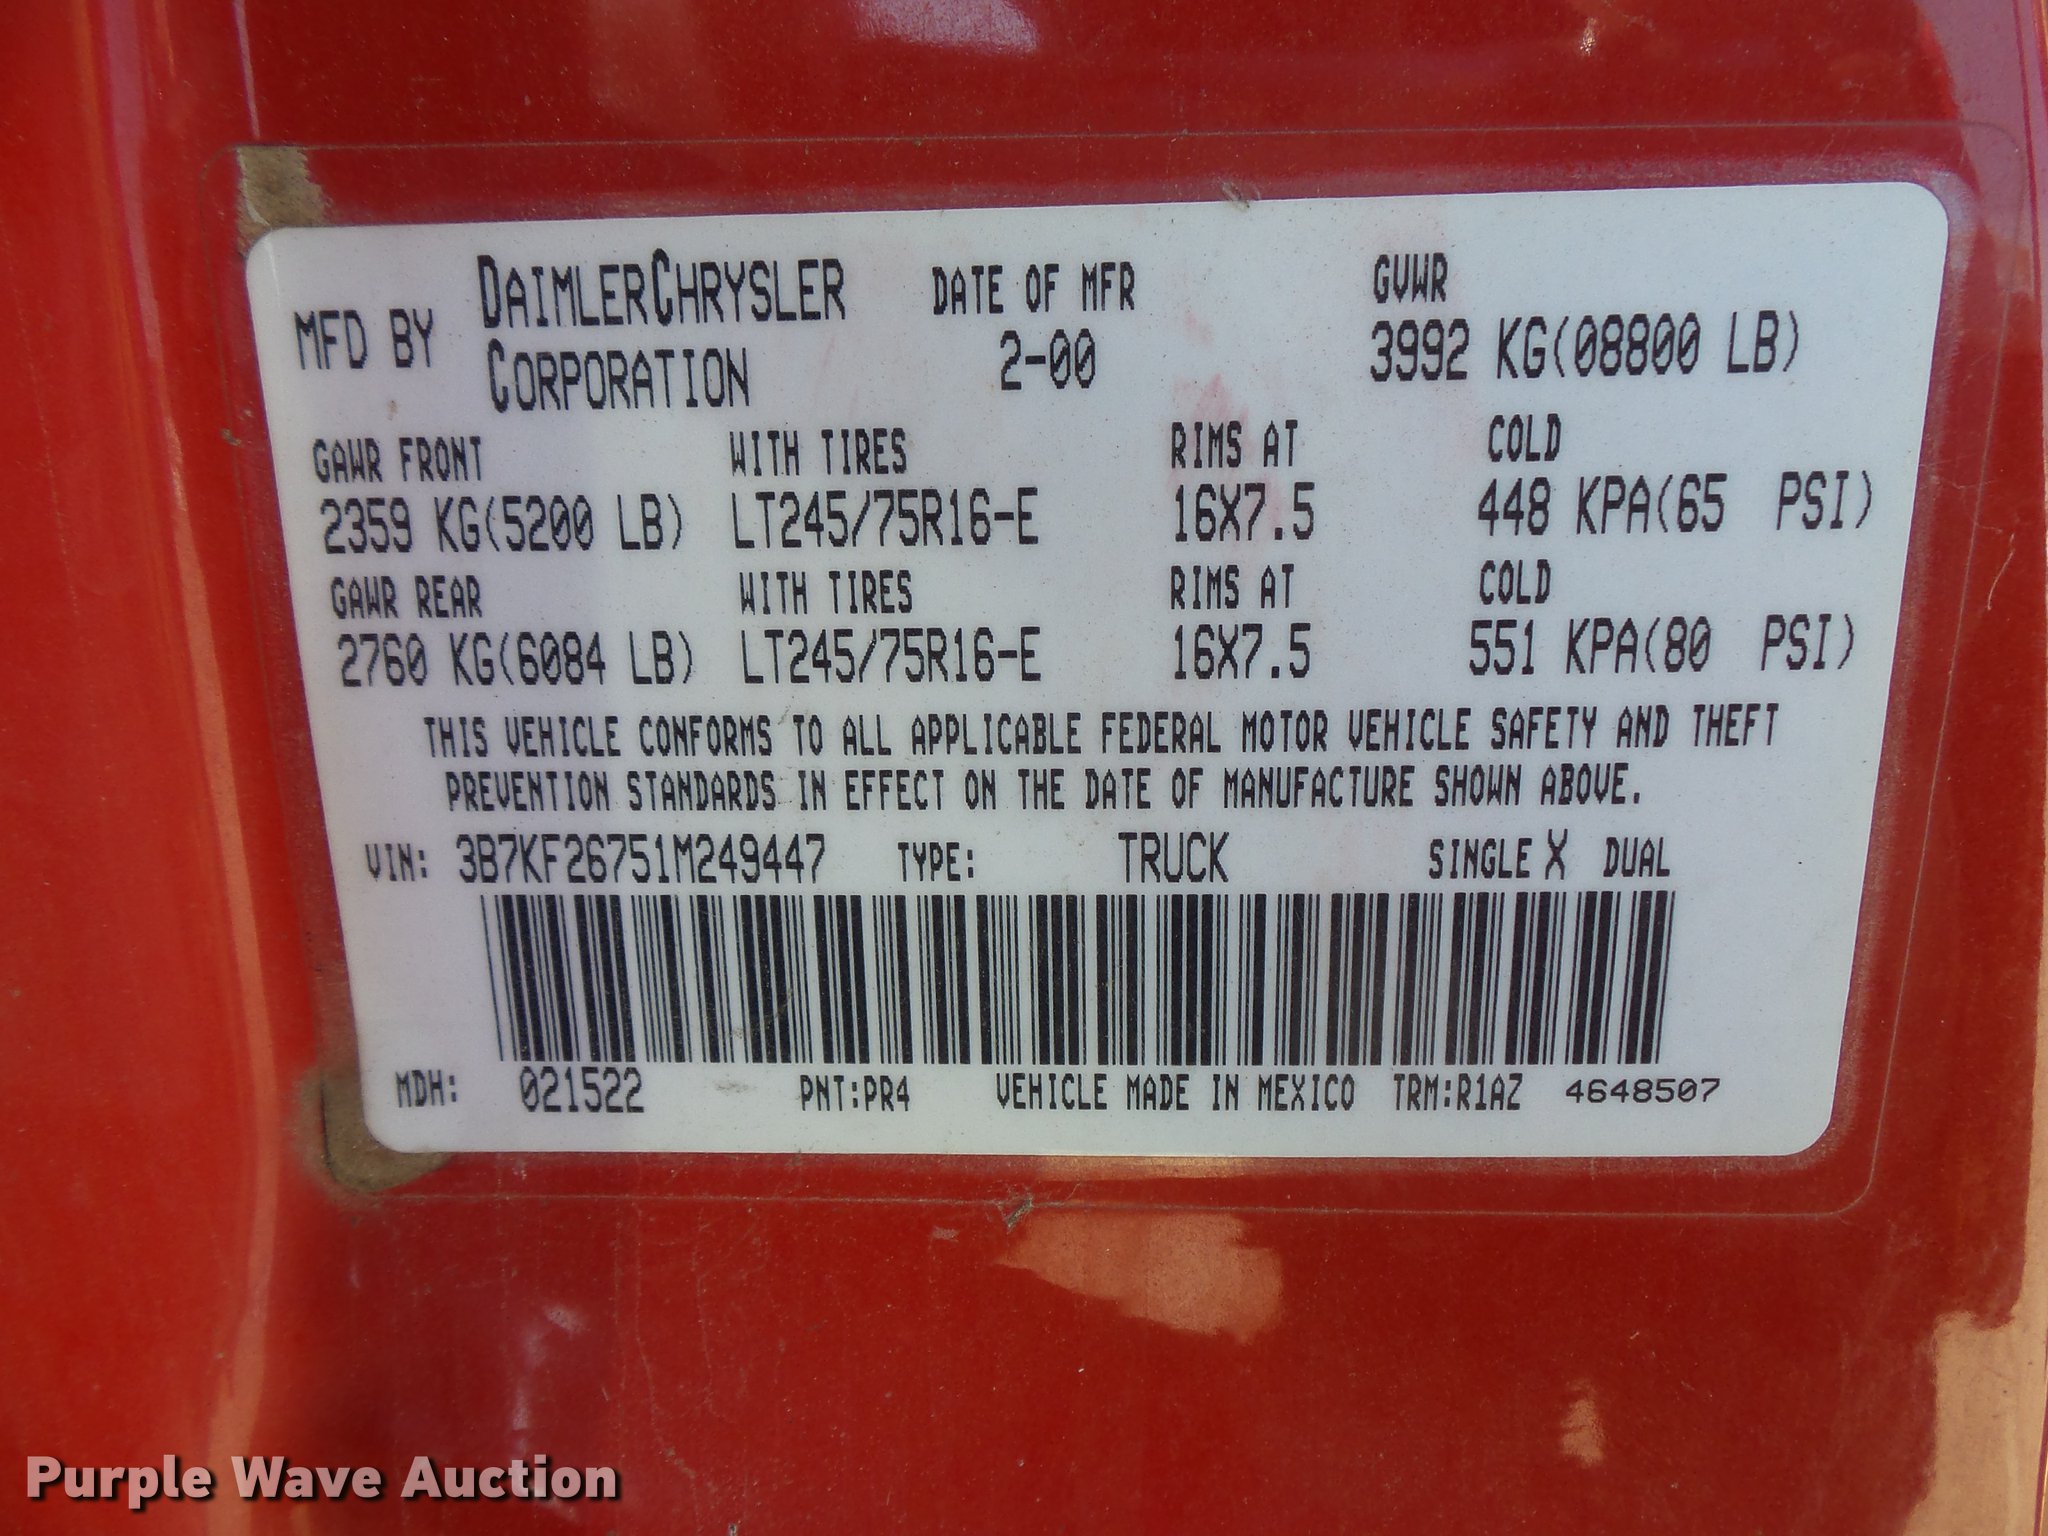 MFD BY DAIMLERCHRYSLER CORPORATION DATE OF MFR 2-00 GVWR 3992 KG(08800 LB)
GAWR FRONT WITH TIRES RIMS AT COLD
2359 KG(5200 LB) LT245/75R16-E 16X7.5 448 KPA(65 PSI)
GAWR REAR WITH TIRES RIMS AT COLD
2760 KG(6084 LB) LT245/75R16-E 16X7.5 551 KPA(80 PSI)
THIS VEHICLE CONFORMS TO ALL APPLICABLE FEDERAL MOTOR VEHICLE SAFETY AND THEFT
PREVENTION STANDARDS IN EFFECT ON THE DATE OF MANUFACTURE SHOWN ABOVE.
VIN: 3B7KF26751M249447 TYPE: TRUCK SINGLE X DUAL
MDH: 021522 PNT:PR4 VEHICLE MADE IN MEXICO TRM:R1AZ 4648507
Purple Wave Auction